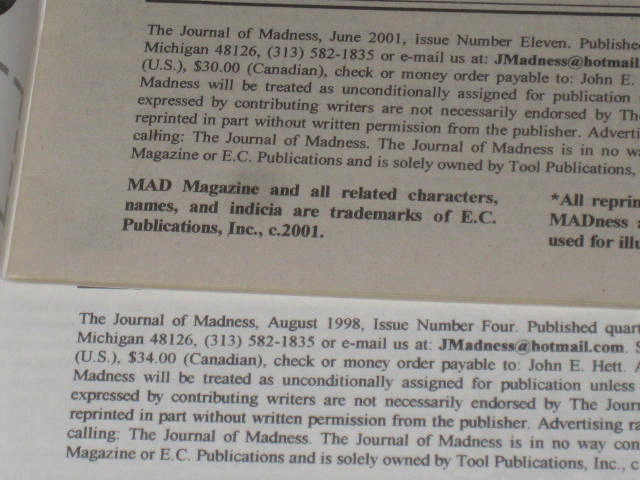 The Journal of Madness, June 2001, issue Number Eleven. Publishe
Michigan 48126, (313) 582-1835 or e-mail us at: JMadness@hotmail
(U.S.), $30.00 (Canadian), check or money order payable to: John E.
Madness will be treated as unconditionally assigned for publication
expressed by contributing writers are not necessarily endorsed by Th
reprinted in part without written permission from the publisher. Adverti
calling: The Journal of Madness. The Journal of Madness is in no wa
Magazine or E.C. Publications and is solely owned by Tool Publications,
MAD Magazine and all related characters,
names, and indicia are trademarks of E.C.
Publications, Inc., c.2001.
*All reprin
MADness a
used for illu
The Journal of Madness, August 1998, Issue Number Four. Published quart
Michigan 48126, (313) 582-1835 or e-mail us at: JMadness@hotmail.com. S
(U.S.), $34.00 (Canadian), check or money order payable to: John E. Hett. A
Madness will be treated as unconditionally assigned for publication unless
expressed by contributing writers are not necessarily endorsed by The Jour
reprinted in part without written permission from the publisher. Advertising ra
calling: The Journal of Madness. The Journal of Madness is in no way con
Magazine or E.C. Publications and is solely owned by Tool Publications, Inc., c